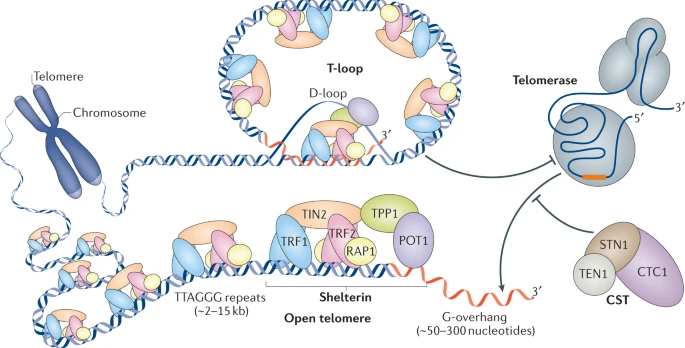 T-loop
D-loop
3′
Telomere
Chromosome
Telomerase
5′
3′
TIN2
TPP1
TRF1
TRF2
RAP1
POT1
TTAGGG repeats
(~2–15 kb)
Shelterin
Open telomere
3′
G-overhang
(~50–300 nucleotides)
STN1
TEN1
CTC1
CST